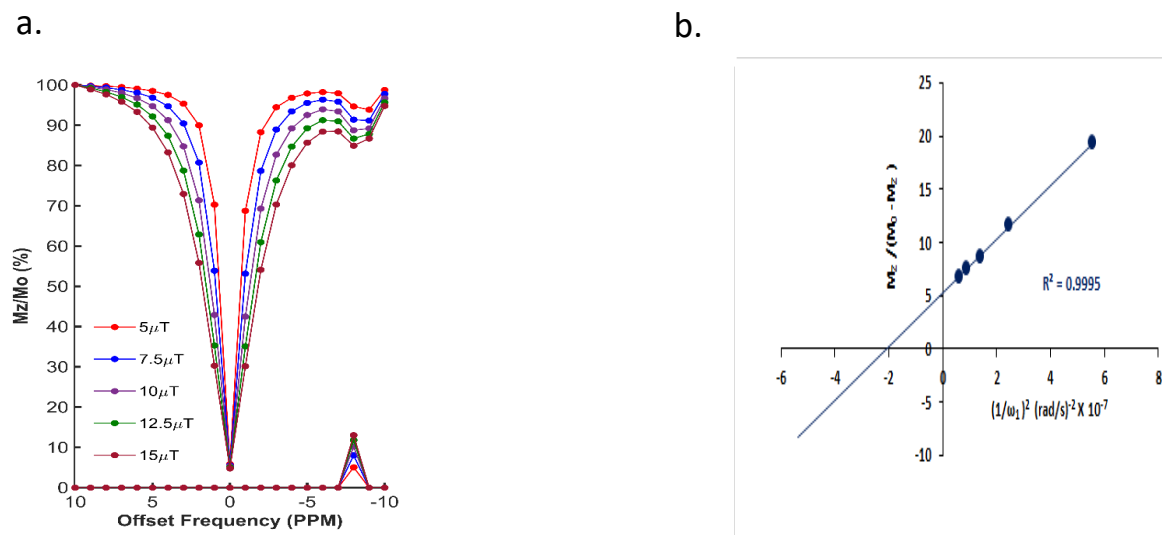 a.
100
90
80
70
60
50
40
30
20
10
0
Mz/Mo (%)
5μT
7.5μT
10μT
12.5μT
15μT
10 5 0 -5 -10
Offset Frequency (PPM)
b.
25
20
15
10
5
0
-5
-10
Mz /(Mo -Mz )
R² = 0.9995
-6 -4 -2 0 2 4 6 8
(1/ω₁)² (rad/s)⁻² X 10⁻⁷